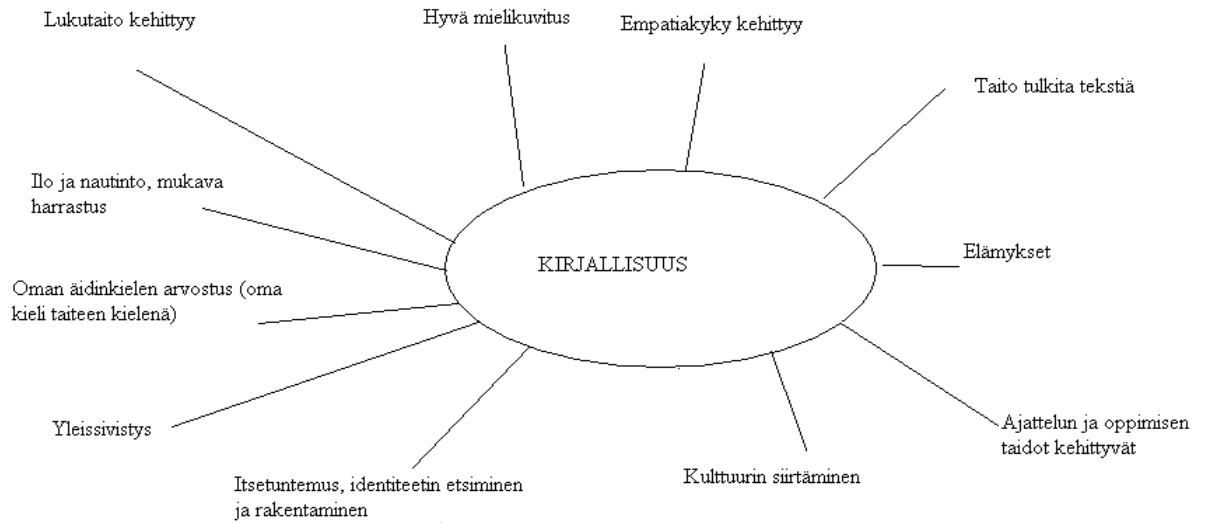 Lukutaito kehittyy
Hyvä mielikuvitus
Empatiakyky kehittyy
Taito tulkita tekstiä
Ilo ja nautinto, mukava
harrastus
KIRJALLISUUS
Elämykset
Oman äidinkielen arvostus (oma
kieli taiteen kielenä)
Yleissivistys
Ajattelun ja oppimisen
taidot kehittyvät
Kulttuurin siirtäminen
Itsetuntemus, identiteetin etsiminen
ja rakentaminen